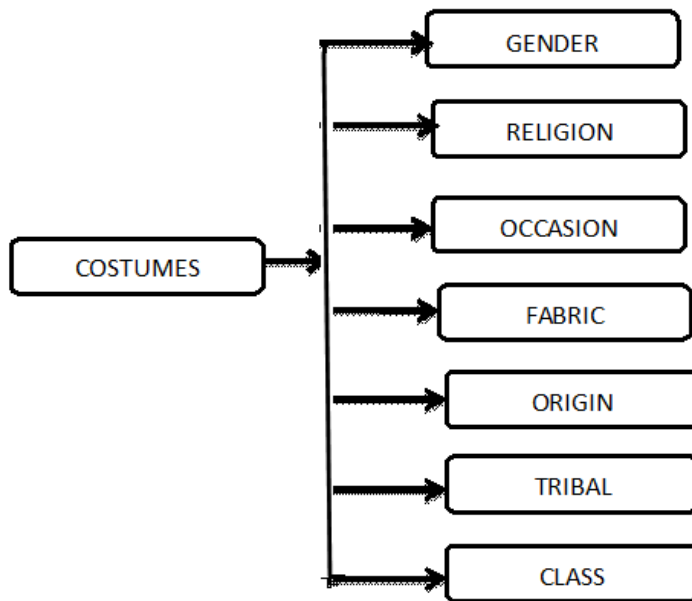 GENDER
RELIGION
OCCASION
COSTUMES
FABRIC
ORIGIN
TRIBAL
CLASS